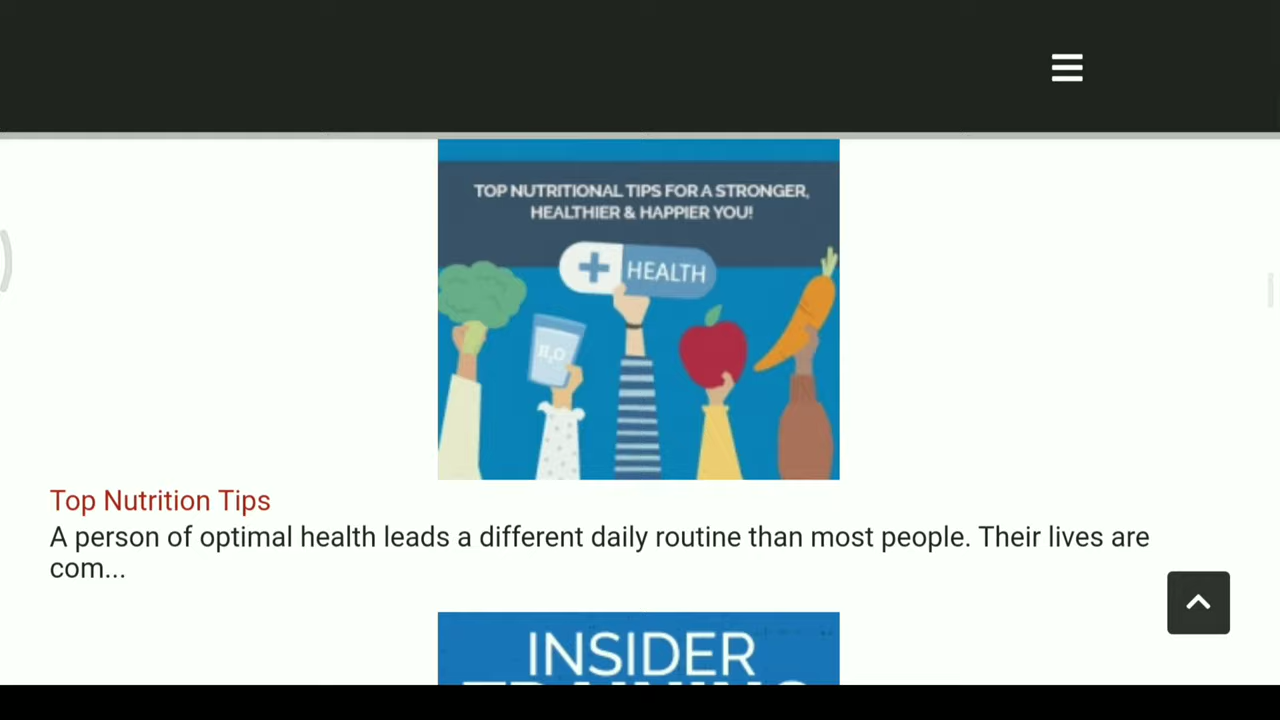 TOP NUTRITIONAL TIPS FOR A STRONGER,
HEALTHIER & HAPPIER YOU!
HEALTH
H₂O
Top Nutrition Tips
A person of optimal health leads a different daily routine than most people. Their lives are
com...
INSIDER